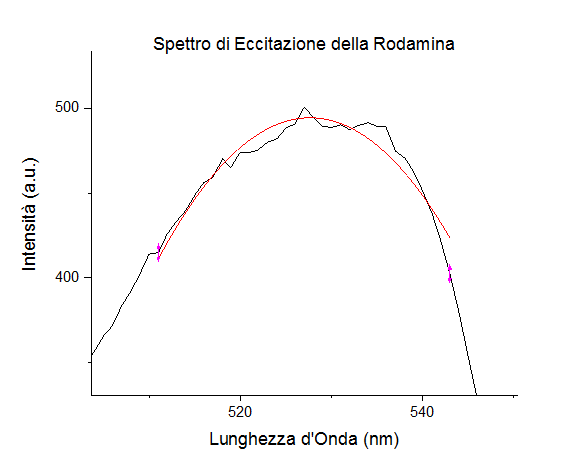 Spettro di Eccitazione della Rodamina
500
400
Intensità (a.u.)
520 540
Lunghezza d'Onda (nm)